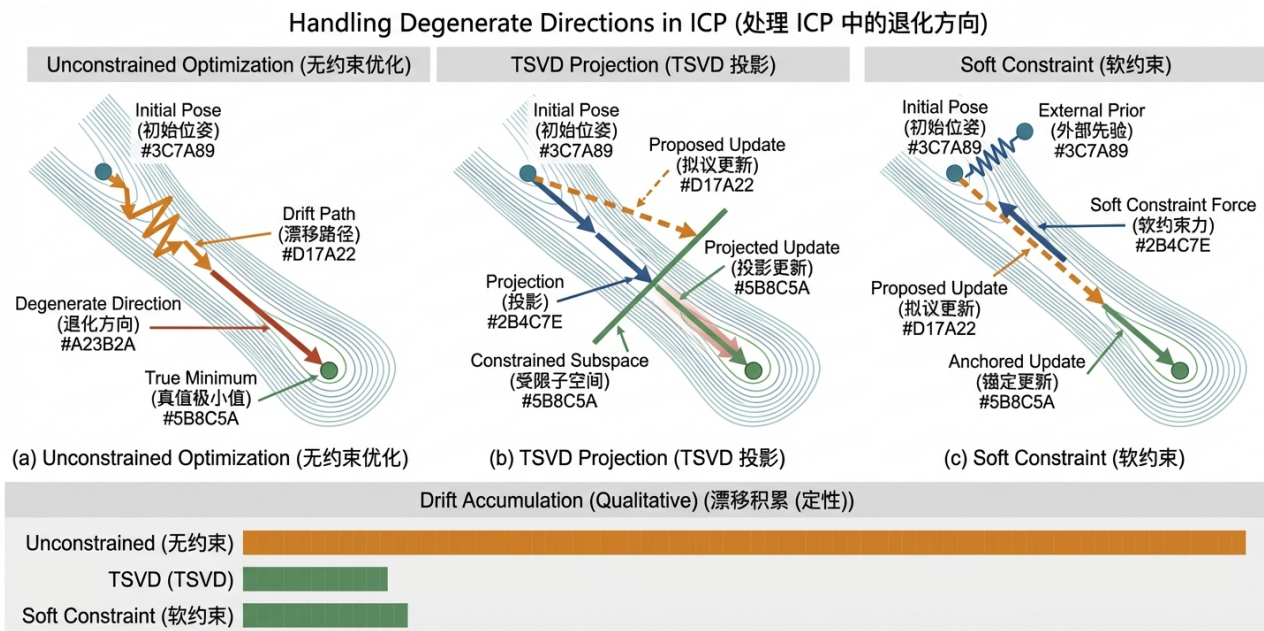 Handling Degenerate Directions in ICP (处理 ICP 中的退化方向)
Unconstrained Optimization (无约束优化)
Initial Pose
(初始位姿)
#3C7A89
Drift Path
(漂移路径)
#D17A22
Degenerate Direction
(退化方向)
#A23B2A
True Minimum
(真值极小值)
#5B8C5A
(a) Unconstrained Optimization (无约束优化)
TSVD Projection (TSVD 投影)
Initial Pose
(初始位姿)
#3C7A89
Proposed Update
(拟议更新)
#D17A22
Projected Update
(投影更新)
#5B8C5A
Projection
(投影)
#2B4C7E
Constrained Subspace
(受限子空间)
#5B8C5A
(b) TSVD Projection (TSVD 投影)
Soft Constraint (软约束)
Initial Pose
(初始位姿)
#3C7A89
External Prior
(外部先验)
#3C7A89
Soft Constraint Force
(软约束力)
#2B4C7E
Proposed Update
(拟议更新)
#D17A22
Anchored Update
(锚定更新)
#5B8C5A
(c) Soft Constraint (软约束)
Drift Accumulation (Qualitative) (漂移积累 (定性))
Unconstrained (无约束)
TSVD (TSVD)
Soft Constraint (软约束)